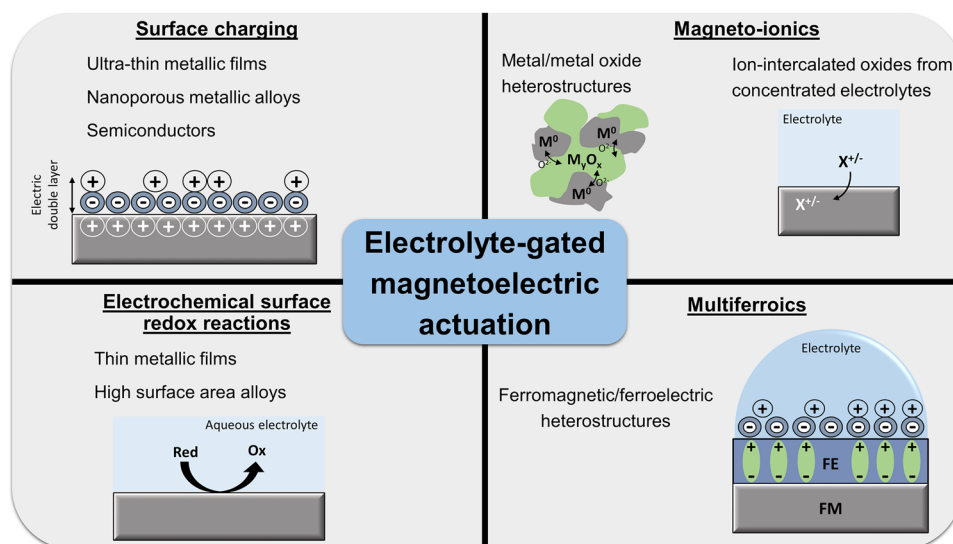 Surface charging
Ultra-thin metallic films
Nanoporous metallic alloys
Semiconductors
Electric
double layer
+ + + + +
- - - - - - - - -
+ + + + + + + + +
Magneto-ionics
Metal/metal oxide
heterostructures
M⁰
M⁰
O²⁻
O²⁻
MyOx
O²⁻
M⁰
Ion-intercalated oxides from
concentrated electrolytes
Electrolyte
X⁺/⁻
X⁺/⁻
Electrolyte-gated
magnetoelectric
actuation
Electrochemical surface
redox reactions
Thin metallic films
High surface area alloys
Aqueous electrolyte
Red
Ox
Multiferroics
Ferromagnetic/ferroelectric
heterostructures
Electrolyte
+ + + + +
- - - - - - -
+ + + + + +
FE
- - - - - -
FM